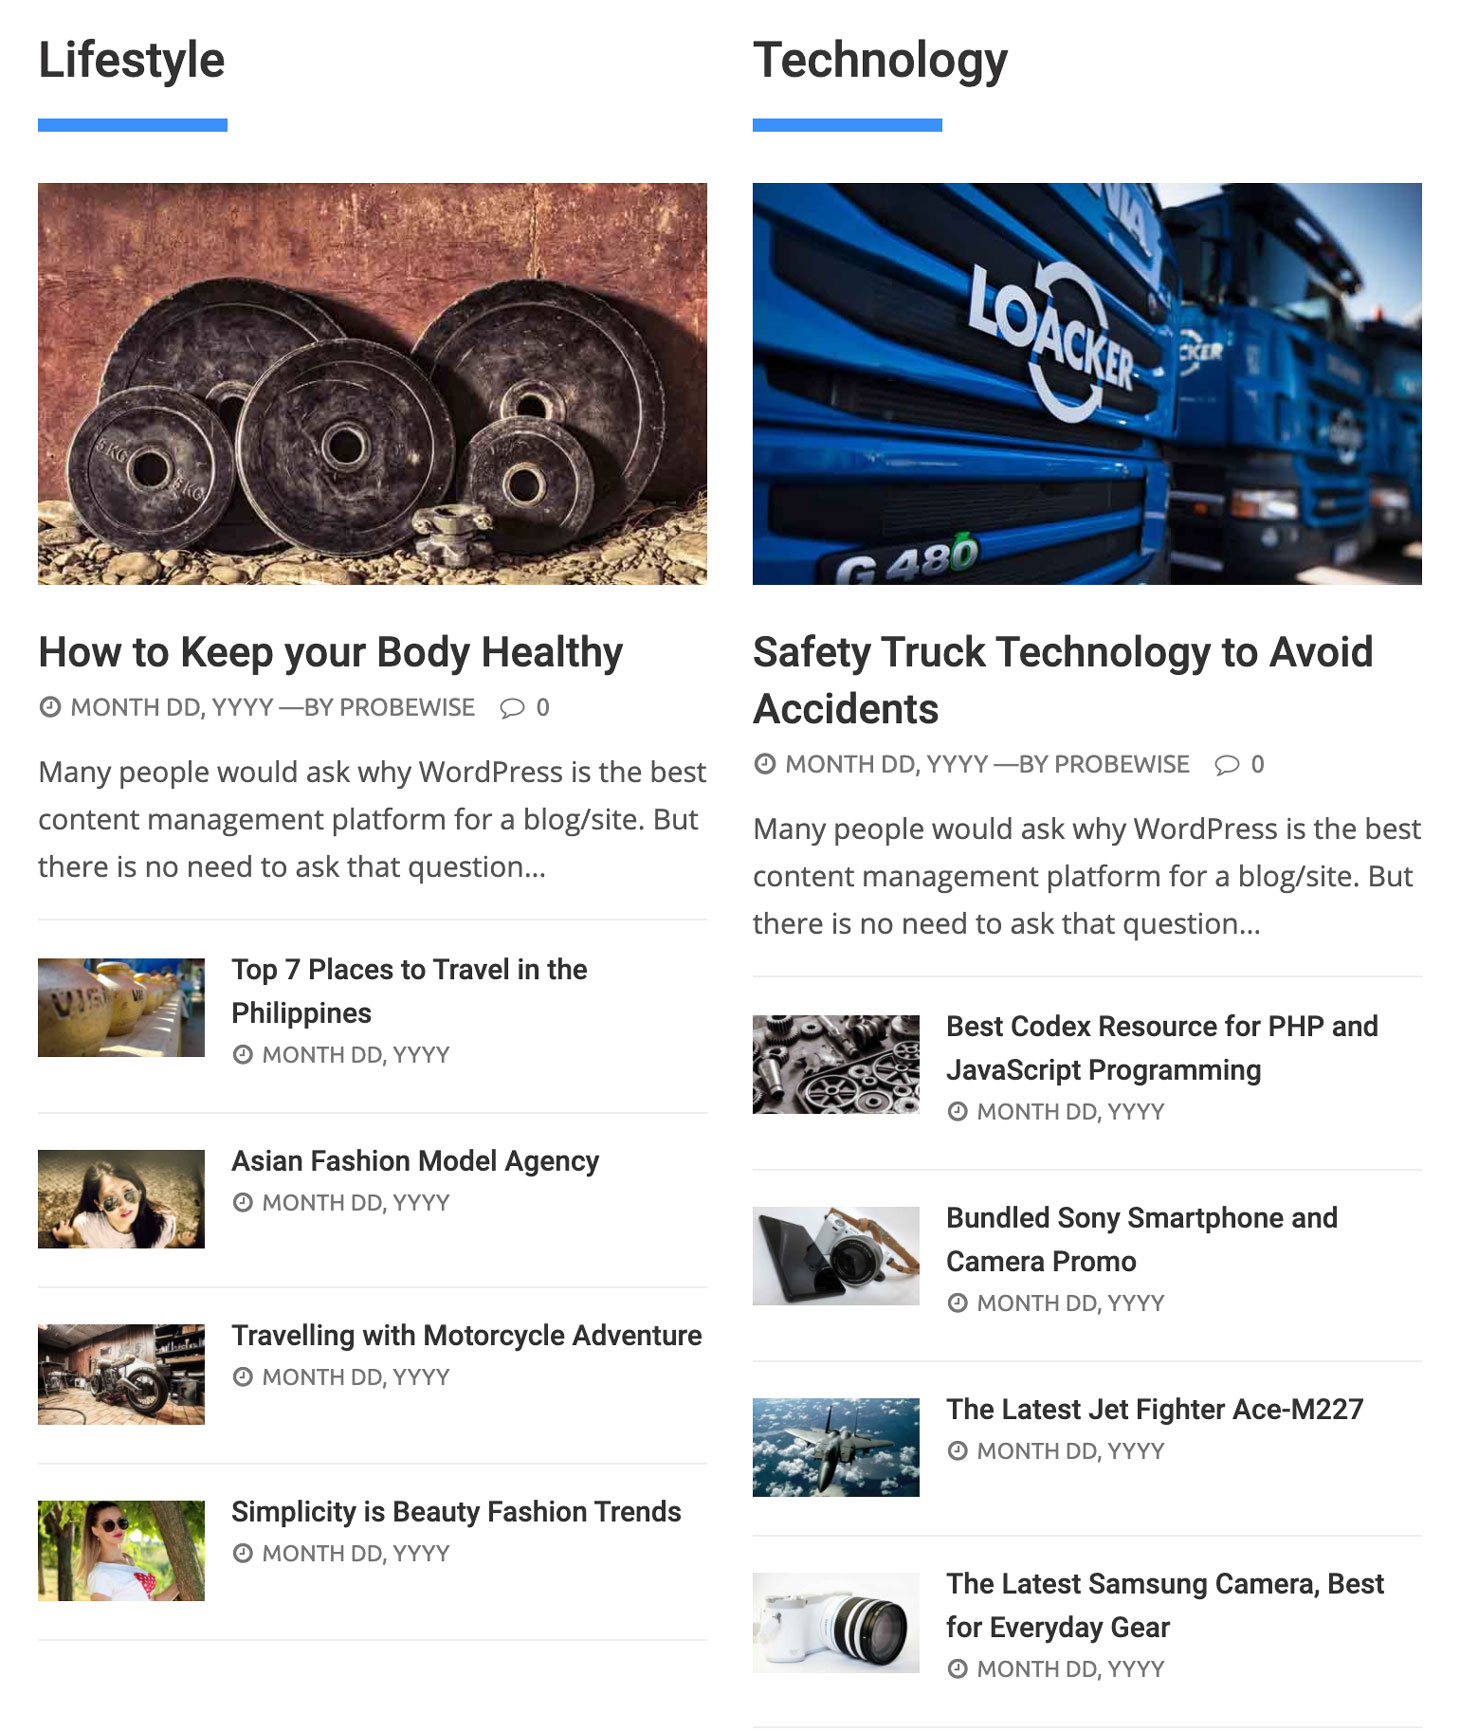 Lifestyle
5 KG
5 KG
How to Keep your Body Healthy
MONTH DD, YYYY —BY PROBEWISE 0
Many people would ask why WordPress is the best
content management platform for a blog/site. But
there is no need to ask that question...
Top 7 Places to Travel in the
Philippines
MONTH DD, YYYY
Asian Fashion Model Agency
MONTH DD, YYYY
Travelling with Motorcycle Adventure
MONTH DD, YYYY
Simplicity is Beauty Fashion Trends
MONTH DD, YYYY
Technology
LOACKER
G 480
Safety Truck Technology to Avoid
Accidents
MONTH DD, YYYY —BY PROBEWISE 0
Many people would ask why WordPress is the best
content management platform for a blog/site. But
there is no need to ask that question...
Best Codex Resource for PHP and
JavaScript Programming
MONTH DD, YYYY
Bundled Sony Smartphone and
Camera Promo
MONTH DD, YYYY
The Latest Jet Fighter Ace-M227
MONTH DD, YYYY
The Latest Samsung Camera, Best
for Everyday Gear
MONTH DD, YYYY